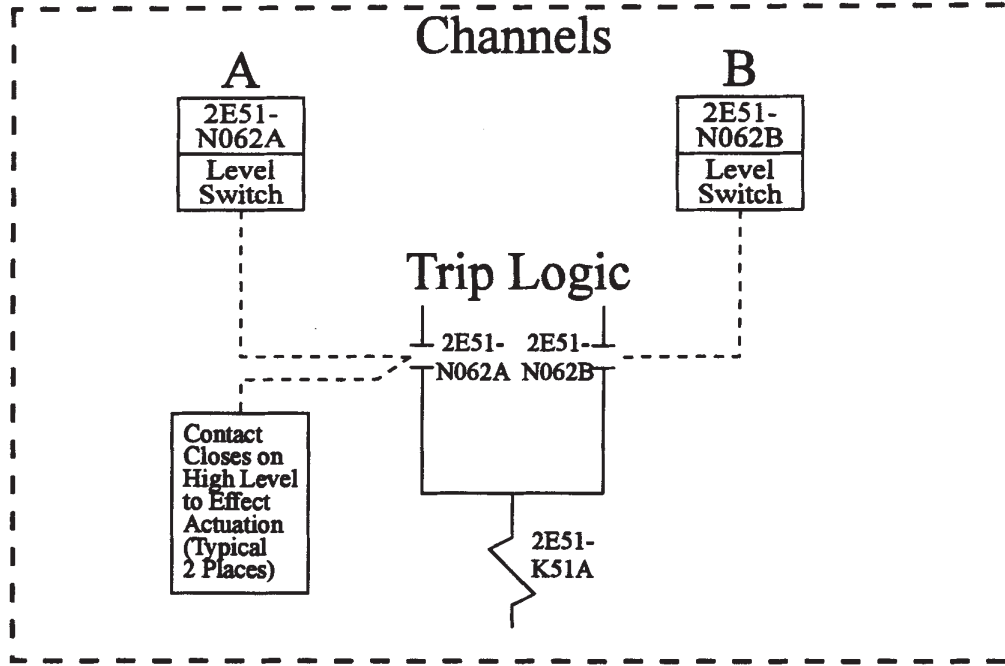 Channels
A
2E51-
N062A
Level
Switch
B
2E51-
N062B
Level
Switch
Trip Logic
2E51-
N062A
2E51-
N062B
Contact
Closes on
High Level
to Effect
Actuation
(Typical
2 Places)
2E51-
K51A